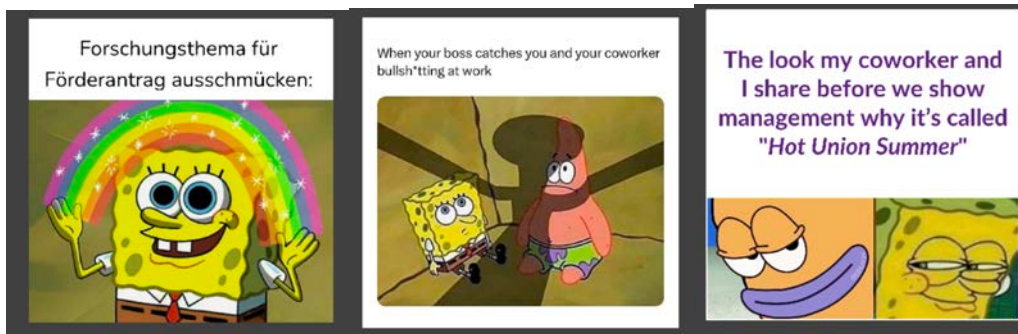 Forschungsthema für
Förderantrag ausschmücken:
When your boss catches you and your coworker
bullsh*tting at work
The look my coworker and
I share before we show
management why it’s called
"Hot Union Summer"